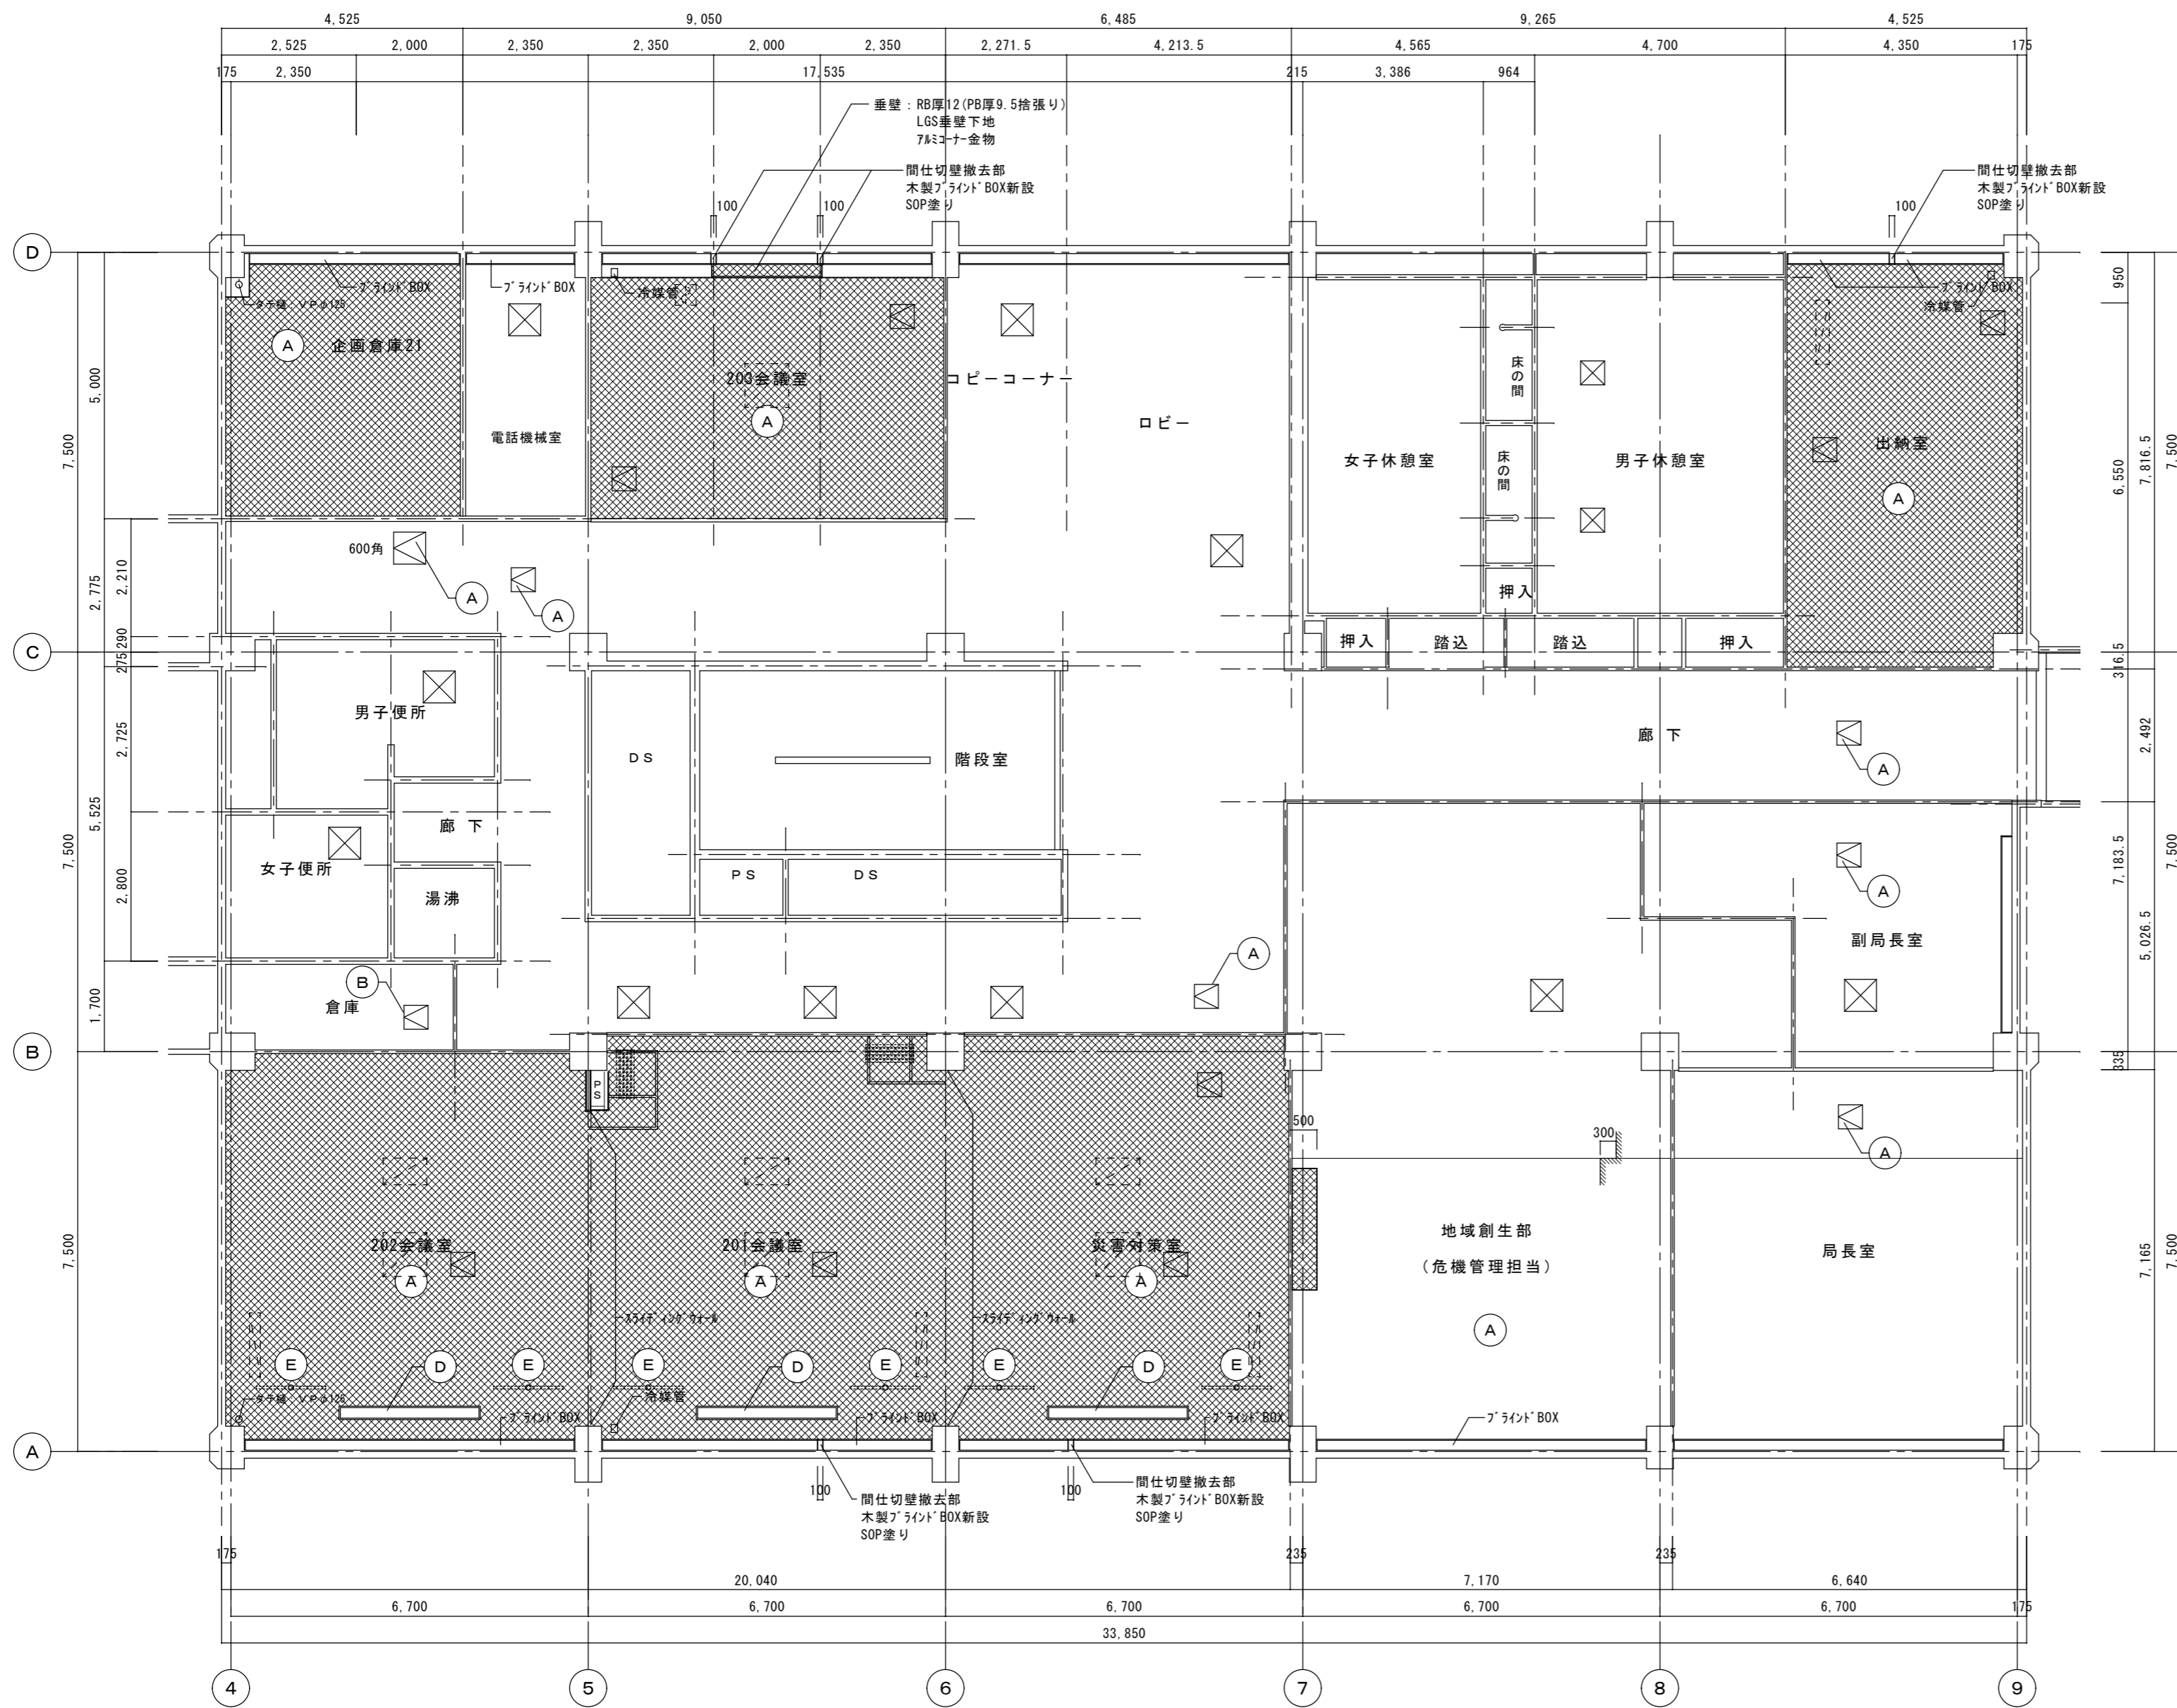 4,525 9,050 6,485 9,265 4,525
2,525 2,000 2,350 2,350 2,000 2,350 2,271.5 4,213.5 4,565 4,700 4,350 175
175 2,350 17,535 215 3,386 964
垂壁：RB厚12(PB厚9.5捨張り)
LGS垂壁下地
ｱﾙﾐｺｰﾅｰ金物
間仕切壁撤去部
木製ﾌﾞﾗｲﾝﾄﾞBOX新設
SOP塗り
間仕切壁撤去部
木製ﾌﾞﾗｲﾝﾄﾞBOX新設
SOP塗り
100 100 100
D
ﾌﾞﾗｲﾝﾄﾞBOX
ﾌﾞﾗｲﾝﾄﾞBOX
冷媒管
ﾌﾞﾗｲﾝﾄﾞBOX
冷媒管
タテ樋 ＶＰφ125
A
企画倉庫21
203会議室
A
コピーコーナー
ロビー
電話機械室
女子休憩室
床の間
床の間
男子休憩室
出納室
A
押入
600角
A
A
C
押入
踏込
踏込
押入
男子便所
DS
階段室
廊下
A
廊下
女子便所
湯沸
PS
DS
A
副局長室
A
B
倉庫
B
PS
500
300
A
202会議室
A
201会議室
A
災害対策室
A
地域創生部
(危機管理担当)
A
局長室
ｽﾗｲﾃﾞｨﾝｸﾞｳｫｰﾙ
ｽﾗｲﾃﾞｨﾝｸﾞｳｫｰﾙ
E D E E D E E D E
タテ樋 ＶＰφ125
冷媒管
ﾌﾞﾗｲﾝﾄﾞBOX
ﾌﾞﾗｲﾝﾄﾞBOX
ﾌﾞﾗｲﾝﾄﾞBOX
ﾌﾞﾗｲﾝﾄﾞBOX
A
100 100
間仕切壁撤去部
木製ﾌﾞﾗｲﾝﾄﾞBOX新設
SOP塗り
間仕切壁撤去部
木製ﾌﾞﾗｲﾝﾄﾞBOX新設
SOP塗り
7,500
7,500
7,500
5,000
2,775
5,525
1,700
2,210
290
275
2,725
2,800
950
6,550
316.5
7,183.5
335
7,816.5
2,492
5,026.5
7,165
7,500
7,500
7,500
175 235 235
20,040 7,170 6,640
6,700 6,700 6,700 6,700 6,700 175
33,850
4 5 6 7 8 9